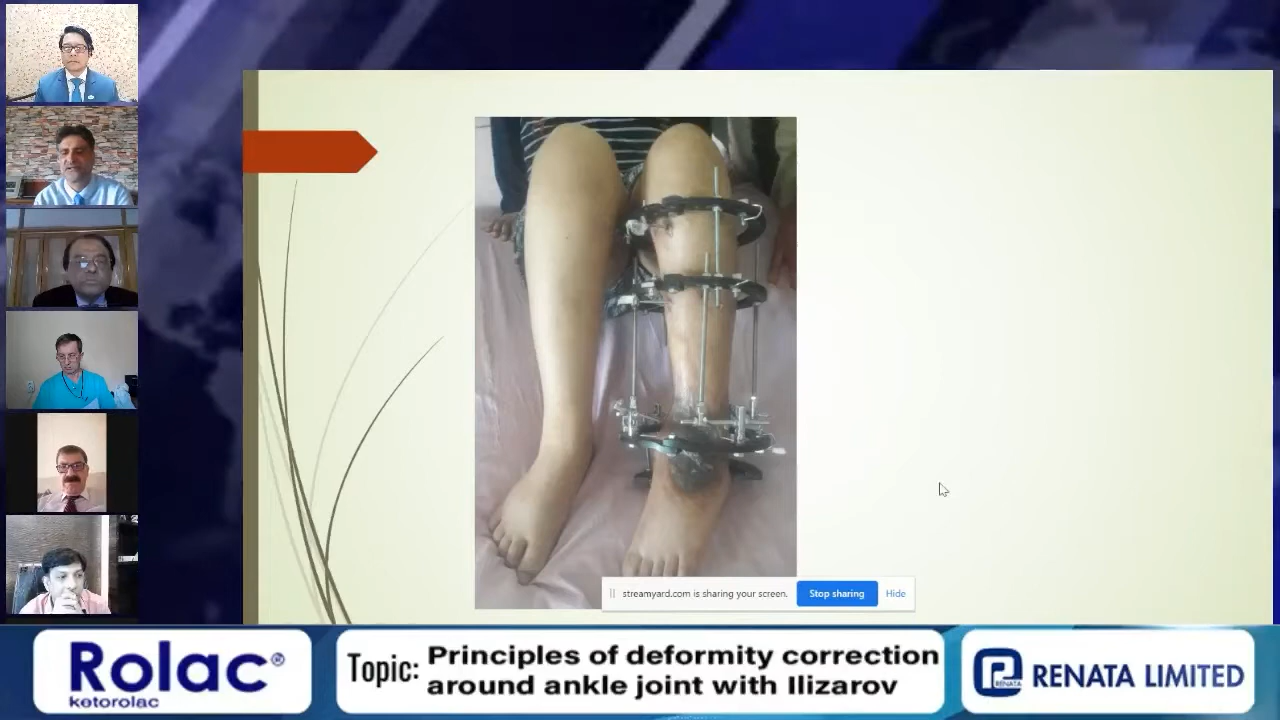 streamyard.com is sharing your screen.
Stop sharing
Hide
Rolac®
ketorolac
Topic: Principles of deformity correction
around ankle joint with Ilizarov
RENATA
RENATA LIMITED